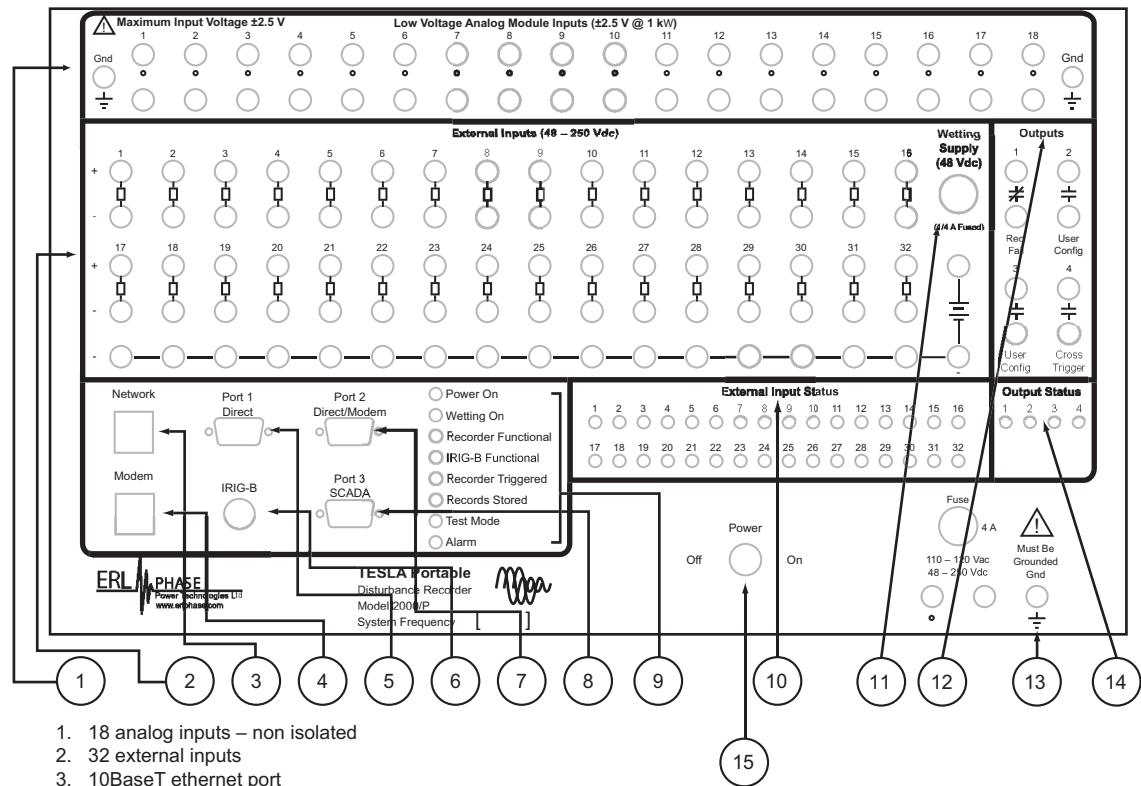 Maximum Input Voltage ±2.5 V
Low Voltage Analog Module Inputs (±2.5 V @ 1 kW)
1 2 3 4 5 6 7 8 9 10 11 12 13 14 15 16 17 18
Gnd
Gnd
External Inputs (48 – 250 Vdc)
1 2 3 4 5 6 7 8 9 10 11 12 13 14 15 16
+
-
17 18 19 20 21 22 23 24 25 26 27 28 29 30 31 32
+
-
-
Wetting
Supply
(48 Vdc)
(1/4 A Fused)
-
Outputs
1 2
Rec
Fail
User
Config
3 4
User
Config
Cross
Trigger
Network
Modem
Port 1
Direct
Port 2
Direct/Modem
IRIG-B
Port 3
SCADA
Power On
Wetting On
Recorder Functional
IRIG-B Functional
Recorder Triggered
Records Stored
Test Mode
Alarm
External Input Status
1 2 3 4 5 6 7 8 9 10 11 12 13 14 15 16
17 18 19 20 21 22 23 24 25 26 27 28 29 30 31 32
Output Status
1 2 3 4
ERLPHASE
Power Technologies Ltd
www.erlphase.com
TESLA Portable
Disturbance Recorder
Model 2000/P
System Frequency [ ]
Power
Off
On
Fuse
4 A
110 – 120 Vac
48 – 250 Vdc
Must Be
Grounded
Gnd
1 2 3 4 5 6 7 8 9 10 11 12 13 14
15
1. 18 analog inputs – non isolated
2. 32 external inputs
3. 10BaseT ethernet port